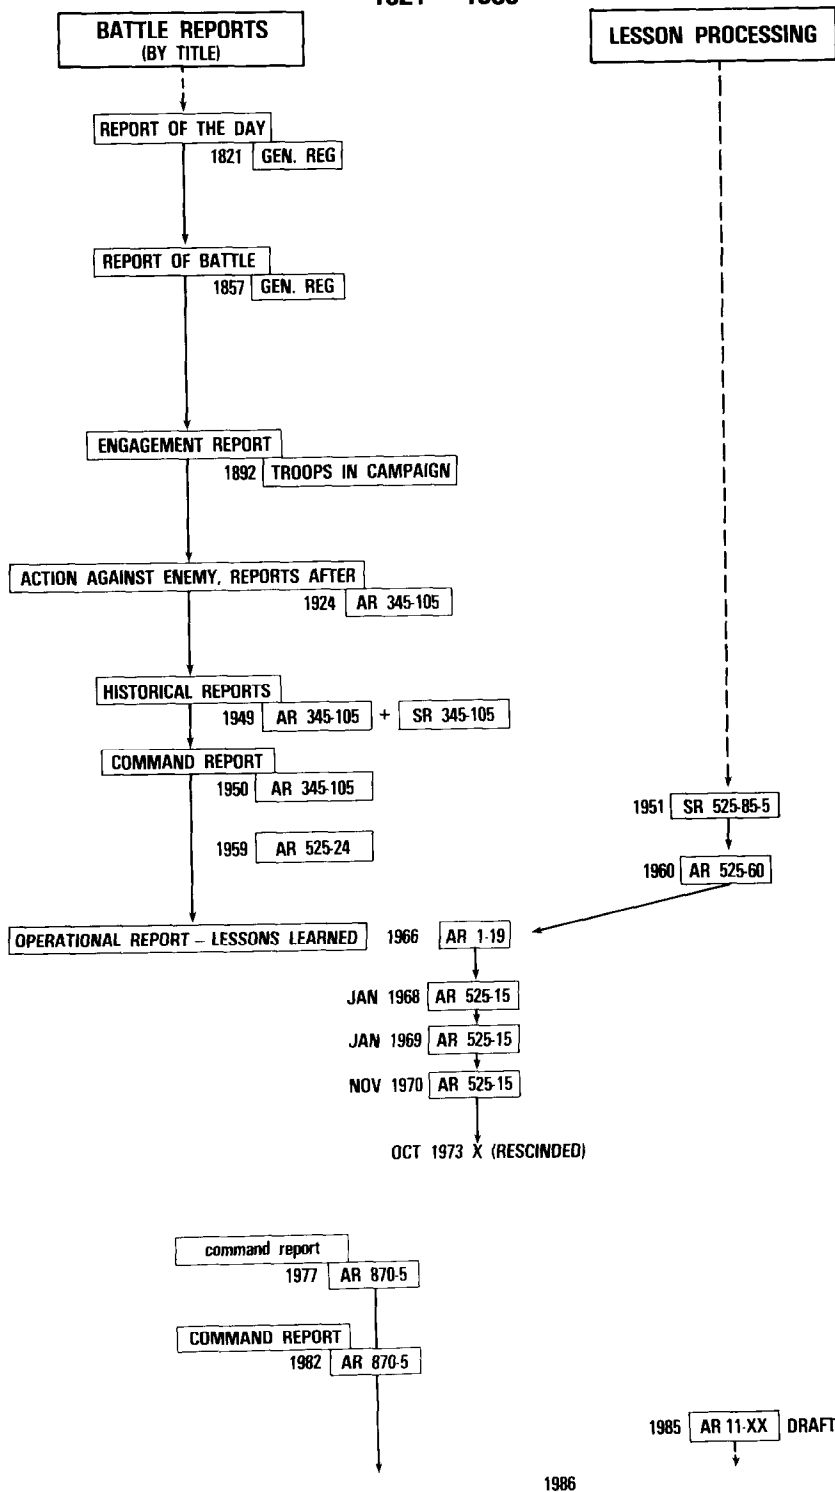 BATTLE REPORTS
(BY TITLE)
LESSON PROCESSING
REPORT OF THE DAY
1821 GEN. REG
REPORT OF BATTLE
1857 GEN. REG
ENGAGEMENT REPORT
1892 TROOPS IN CAMPAIGN
ACTION AGAINST ENEMY, REPORTS AFTER
1924 AR 345-105
HISTORICAL REPORTS
1949 AR 345-105 + SR 345-105
COMMAND REPORT
1950 AR 345-105
1951 SR 525-85-5
1959 AR 525-24
1960 AR 525-60
OPERATIONAL REPORT – LESSONS LEARNED 1966 AR 1-19
JAN 1968 AR 525-15
JAN 1969 AR 525-15
NOV 1970 AR 525-15
OCT 1973 X (RESCINDED)
command report
1977 AR 870-5
COMMAND REPORT
1982 AR 870-5
1985 AR 11-XX DRAFT
1986